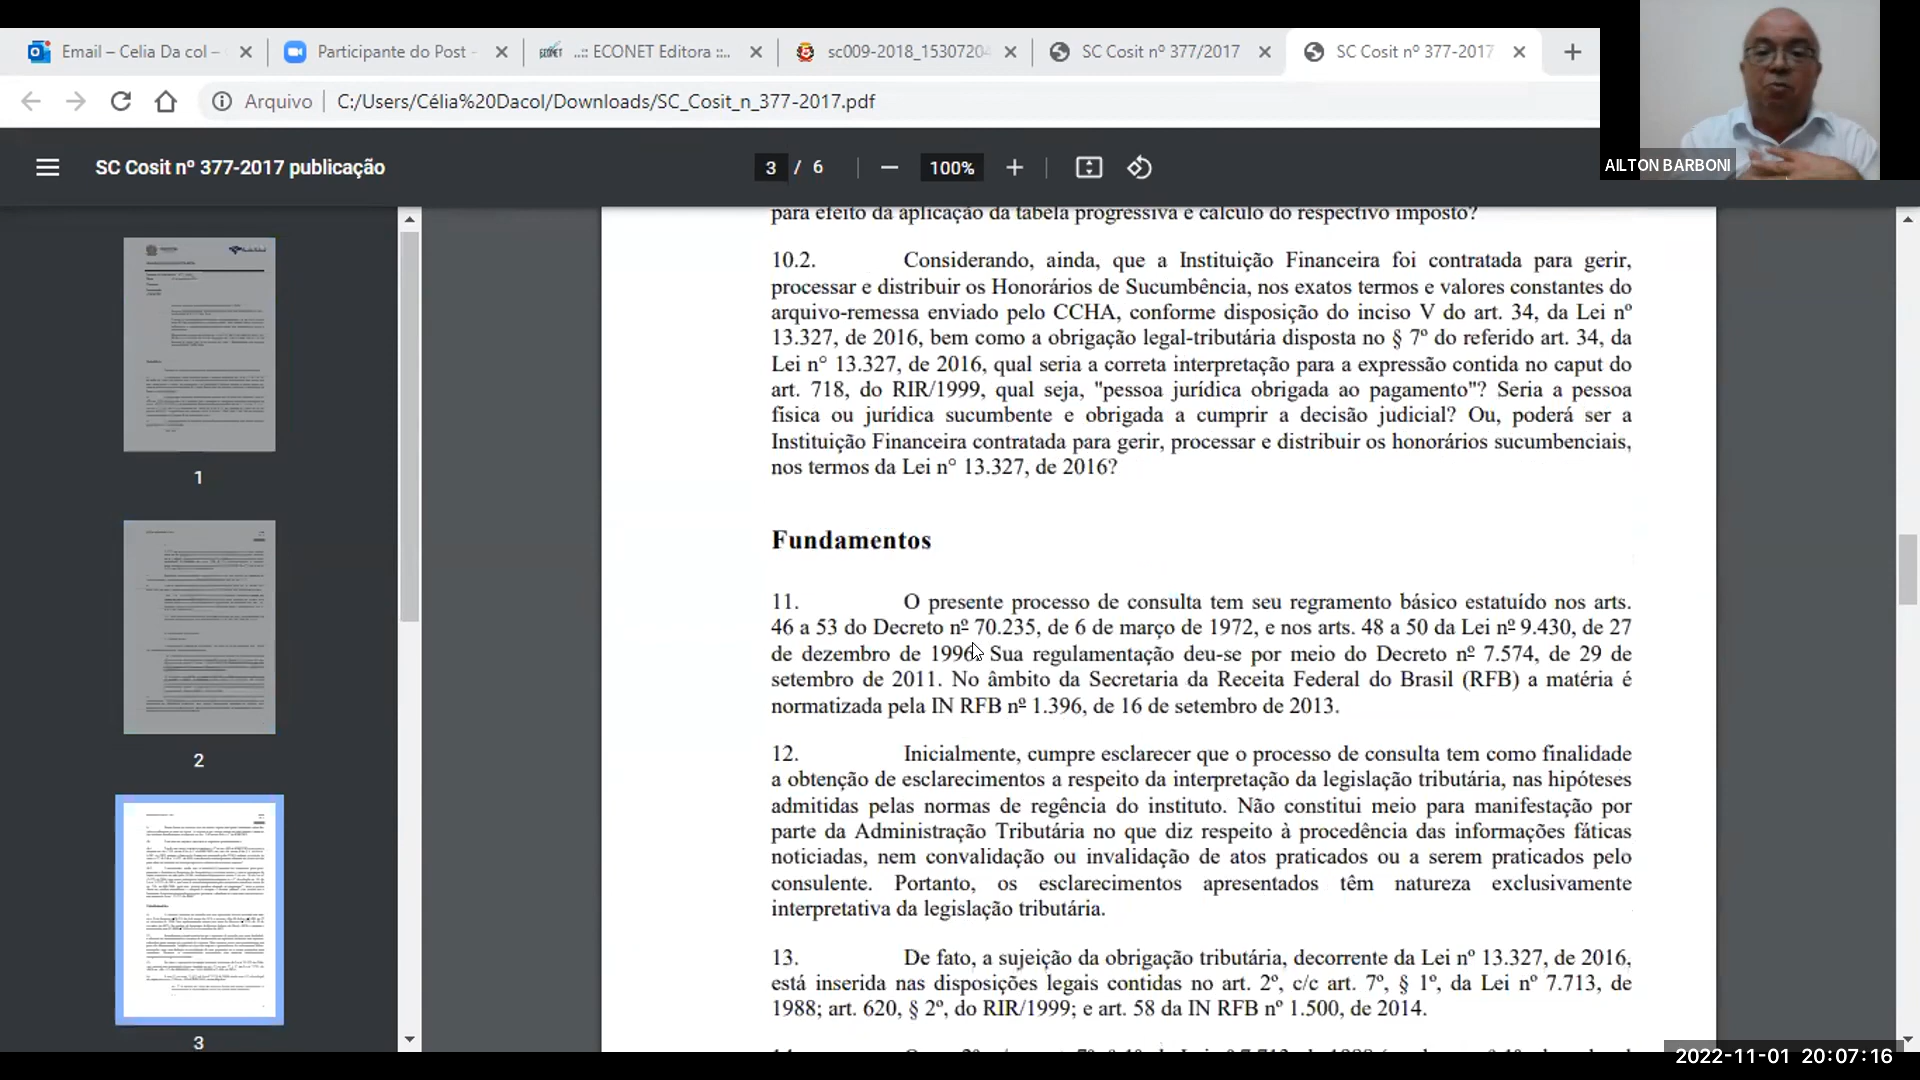 Email – Celia Da col –
Participante do Post -
..:: ECONET Editora ::..
sc009-2018_1530720
SC Cosit nº 377/2017
SC Cosit nº 377-2017
Arquivo
C:/Users/Célia%20Dacol/Downloads/SC_Cosit_n_377-2017.pdf
AILTON BARBONI
SC Cosit nº 377-2017 publicação
3 / 6
100%
para efeito da aplicação da tabela progressiva e cálculo do respectivo imposto?
10.2. Considerando, ainda, que a Instituição Financeira foi contratada para gerir,
processar e distribuir os Honorários de Sucumbência, nos exatos termos e valores constantes do
arquivo-remessa enviado pelo CCHA, conforme disposição do inciso V do art. 34, da Lei nº
13.327, de 2016, bem como a obrigação legal-tributária disposta no § 7º do referido art. 34, da
Lei n° 13.327, de 2016, qual seria a correta interpretação para a expressão contida no caput do
art. 718, do RIR/1999, qual seja, "pessoa jurídica obrigada ao pagamento"? Seria a pessoa
física ou jurídica sucumbente e obrigada a cumprir a decisão judicial? Ou, poderá ser a
Instituição Financeira contratada para gerir, processar e distribuir os honorários sucumbenciais,
nos termos da Lei n° 13.327, de 2016?
Fundamentos
11. O presente processo de consulta tem seu regramento básico estatuído nos arts.
46 a 53 do Decreto nº 70.235, de 6 de março de 1972, e nos arts. 48 a 50 da Lei nº 9.430, de 27
de dezembro de 1996. Sua regulamentação deu-se por meio do Decreto nº 7.574, de 29 de
setembro de 2011. No âmbito da Secretaria da Receita Federal do Brasil (RFB) a matéria é
normatizada pela IN RFB nº 1.396, de 16 de setembro de 2013.
12. Inicialmente, cumpre esclarecer que o processo de consulta tem como finalidade
a obtenção de esclarecimentos a respeito da interpretação da legislação tributária, nas hipóteses
admitidas pelas normas de regência do instituto. Não constitui meio para manifestação por
parte da Administração Tributária no que diz respeito à procedência das informações fáticas
noticiadas, nem convalidação ou invalidação de atos praticados ou a serem praticados pelo
consulente. Portanto, os esclarecimentos apresentados têm natureza exclusivamente
interpretativa da legislação tributária.
13. De fato, a sujeição da obrigação tributária, decorrente da Lei nº 13.327, de 2016,
está inserida nas disposições legais contidas no art. 2º, c/c art. 7º, § 1º, da Lei nº 7.713, de
1988; art. 620, § 2º, do RIR/1999; e art. 58 da IN RFB nº 1.500, de 2014.
1
2
3
2022-11-01 20:07:16